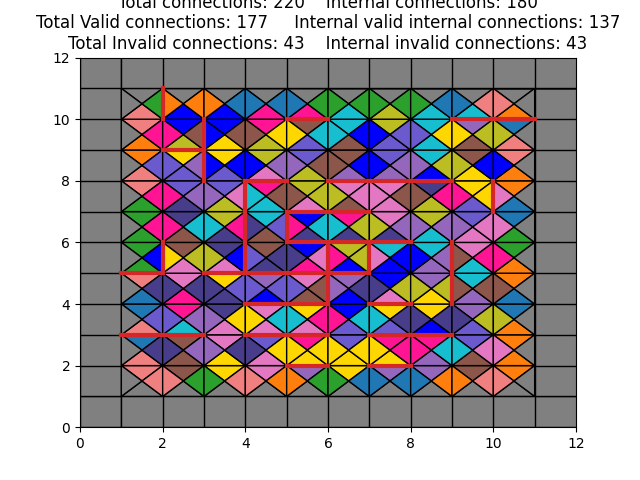 Total connections: 220    Internal connections: 180
Total Valid connections: 177    Internal valid internal connections: 137
Total Invalid connections: 43    Internal invalid connections: 43
12
10
8
6
4
2
0
0 2 4 6 8 10 12